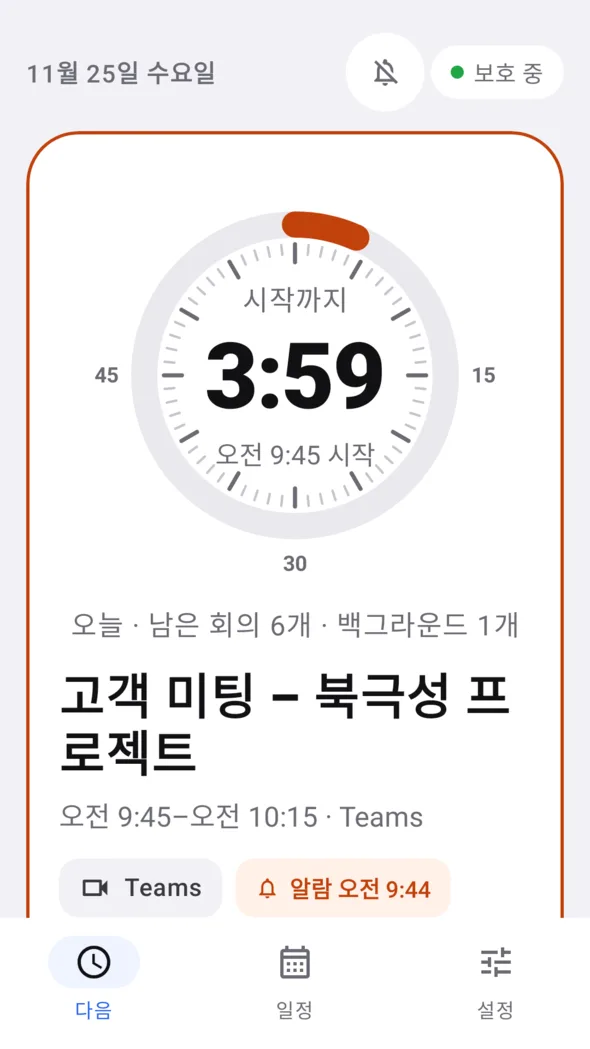 11월 25일 수요일
보호 중
시작까지
3:59
45
15
오전 9:45 시작
30
오늘 · 남은 회의 6개 · 백그라운드 1개
고객 미팅 – 북극성 프
로젝트
오전 9:45–오전 10:15 · Teams
Teams
알람 오전 9:44
다음
일정
설정